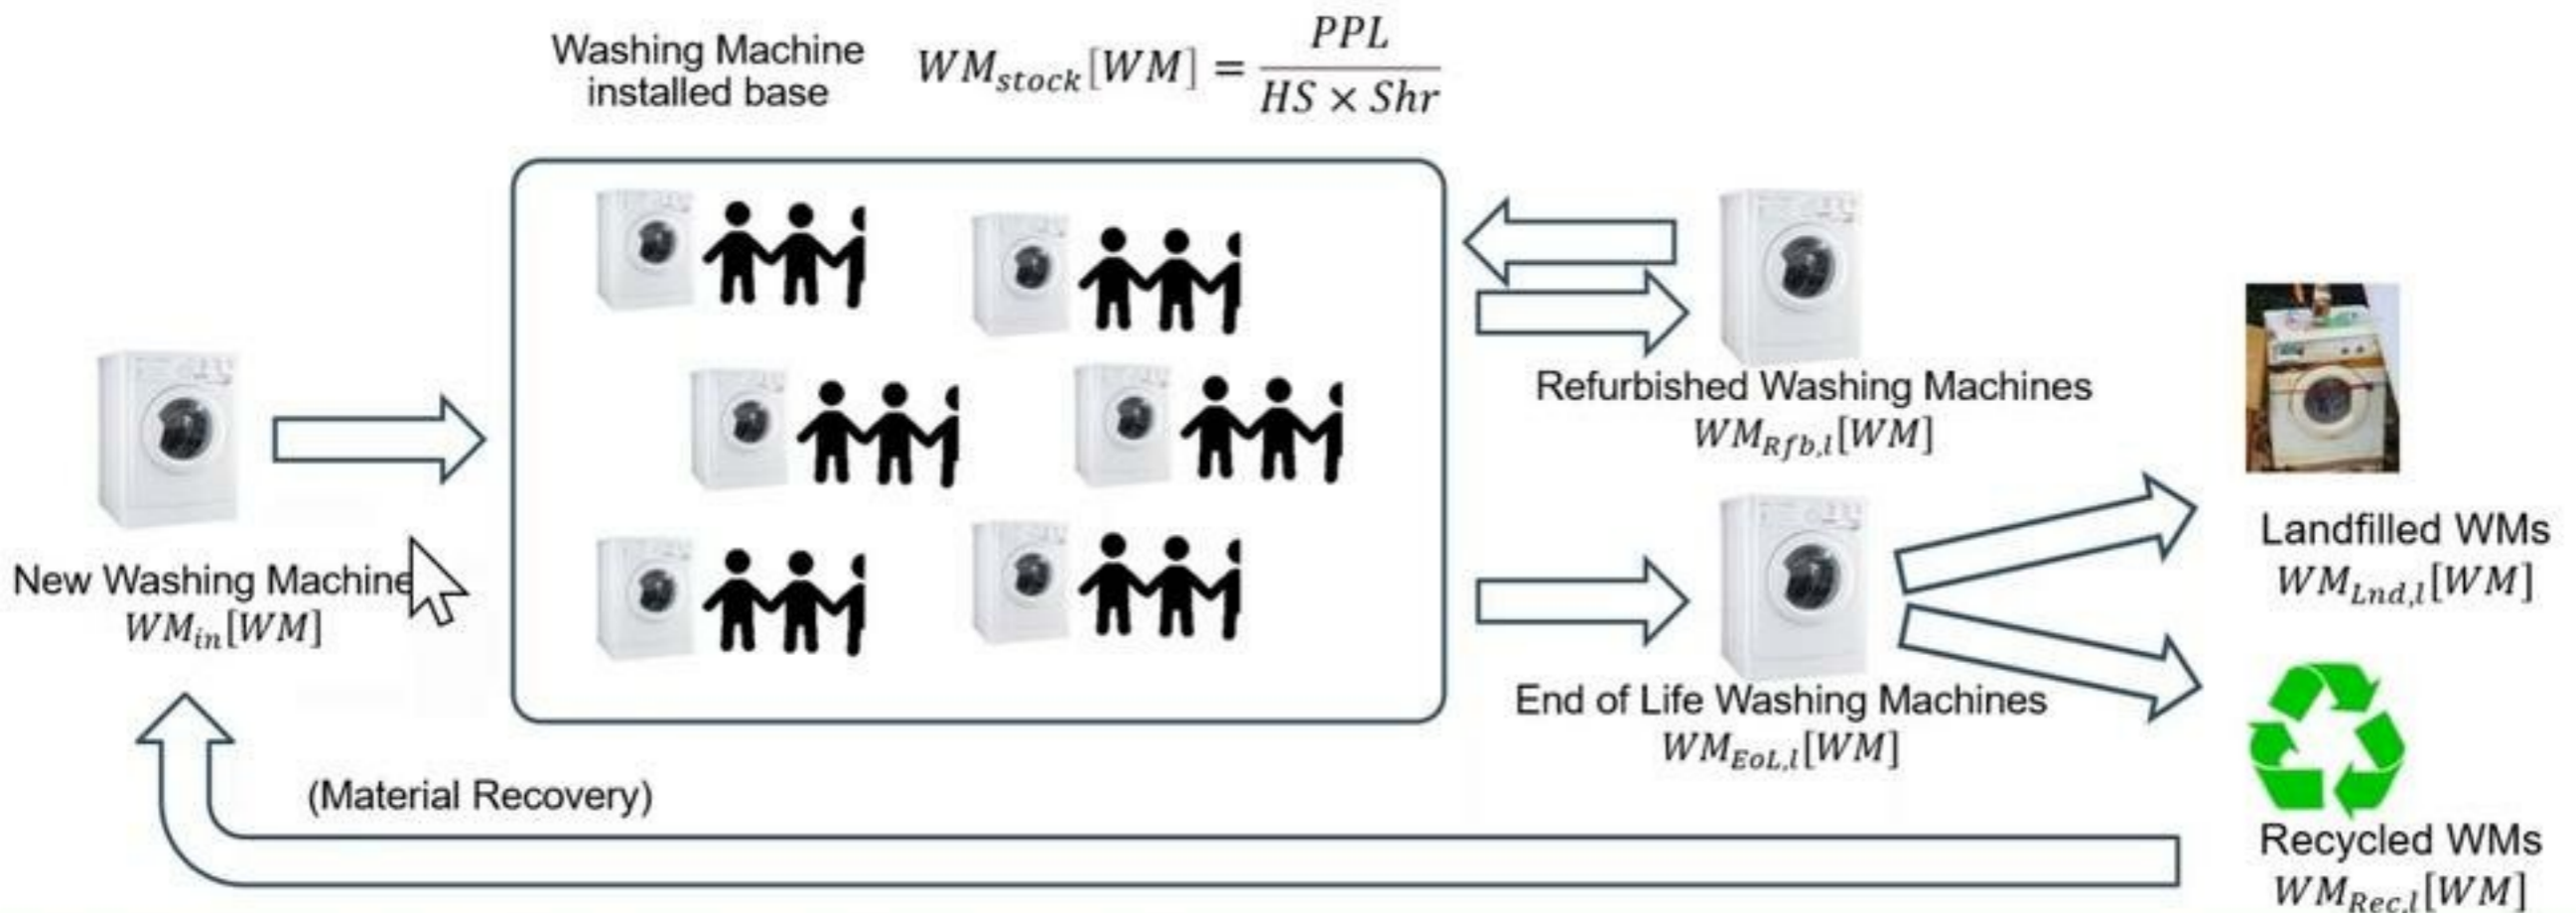 Washing Machine
installed base
WM_stock[WM] = PPL / (HS × Shr)
New Washing Machine
WM_in[WM]
Refurbished Washing Machines
WM_Rfb,l[WM]
End of Life Washing Machines
WM_EoL,l[WM]
Landfilled WMs
WM_Lnd,l[WM]
Recycled WMs
WM_Rec,l[WM]
(Material Recovery)